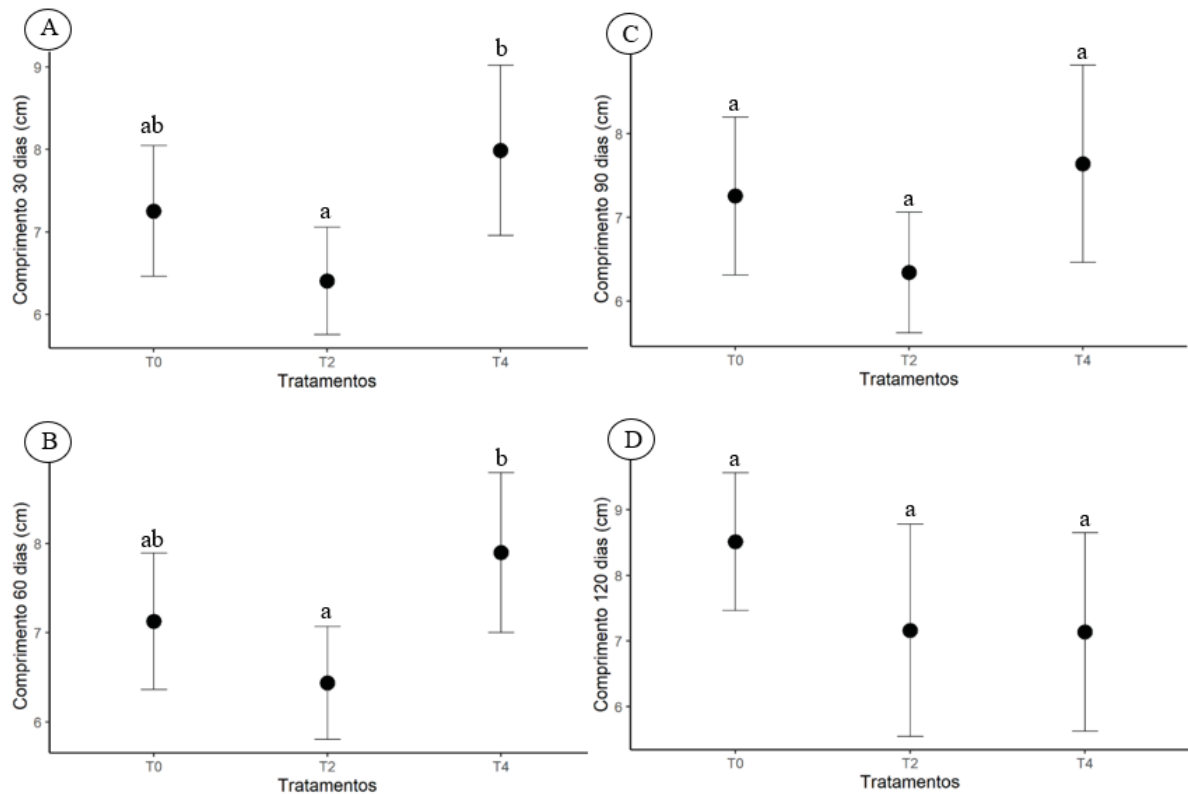 A
Comprimento 30 dias (cm)
9
8
7
6
ab
a
b
T0
T2
T4
Tratamentos
C
Comprimento 90 dias (cm)
8
7
6
a
a
a
T0
T2
T4
Tratamentos
B
Comprimento 60 dias (cm)
8
7
6
ab
a
b
T0
T2
T4
Tratamentos
D
Comprimento 120 dias (cm)
9
8
7
6
a
a
a
T0
T2
T4
Tratamentos